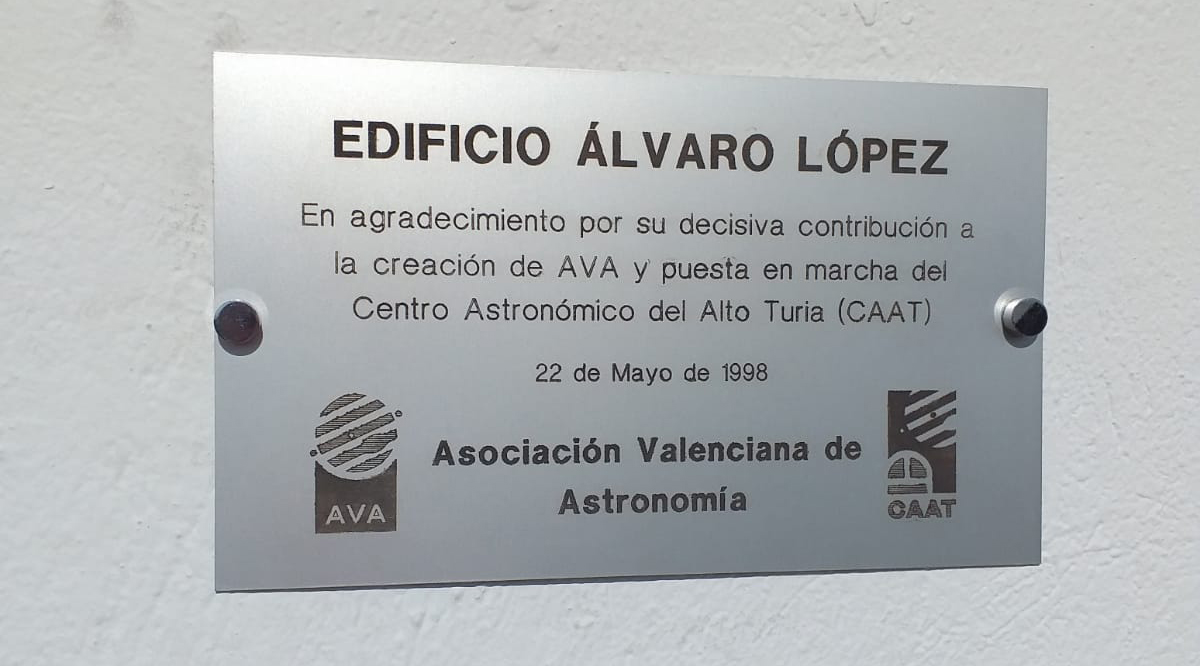 EDIFICIO ÁLVARO LÓPEZ
En agradecimiento por su decisiva contribución a
la creación de AVA y puesta en marcha del
Centro Astronómico del Alto Turia (CAAT)
22 de Mayo de 1998
Asociación Valenciana de
Astronomía
AVA
CAAT